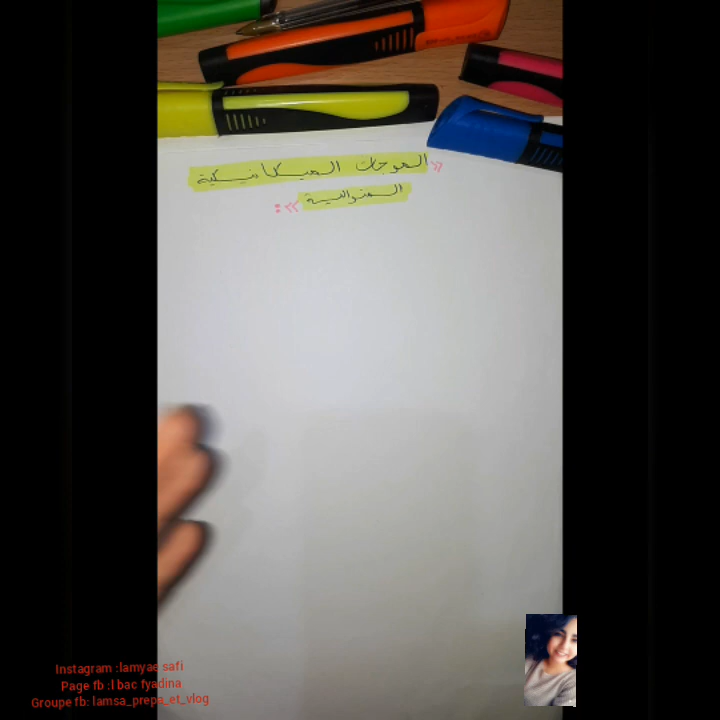 « الموجات الميكانيكية
المتوالية » :
Instagram :lamyae safi
Page fb :l bac fyadina
Groupe fb: lamsa_prepa_et_vlog